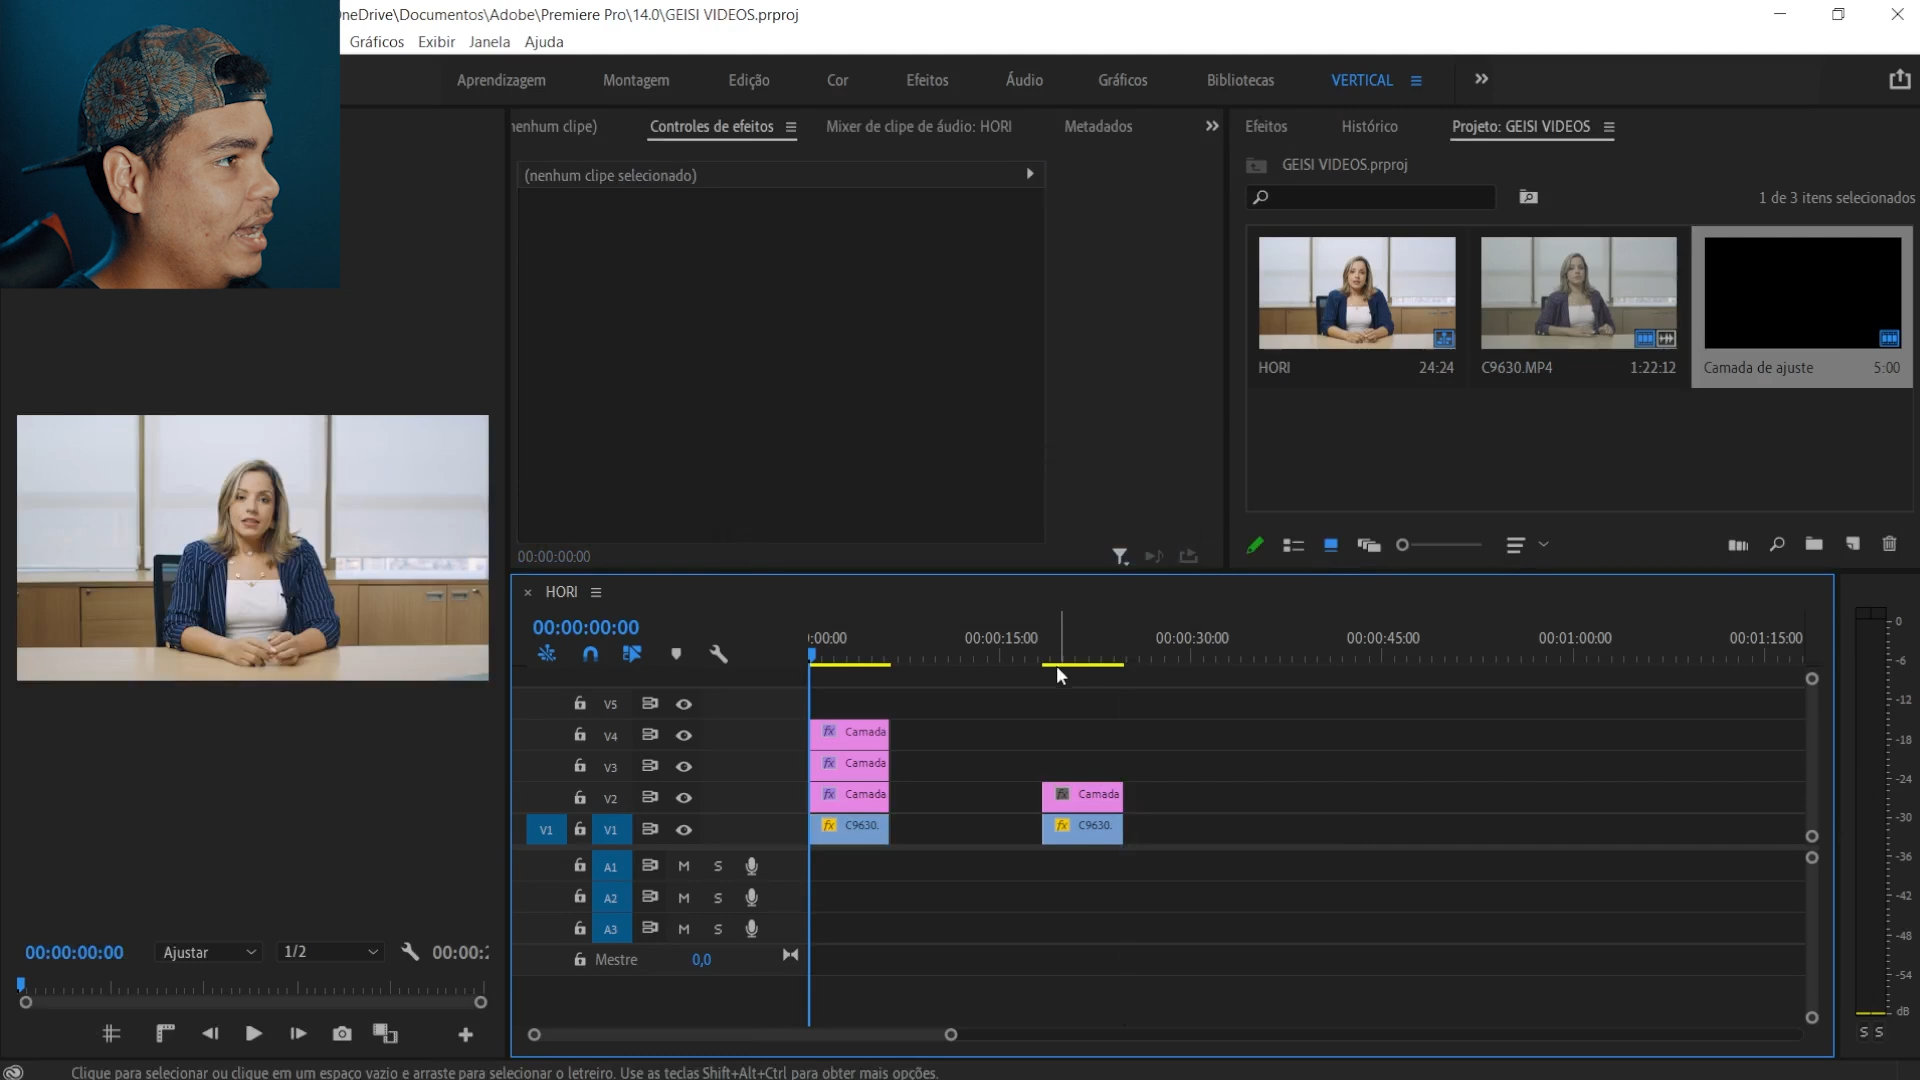 OneDrive\Documentos\Adobe\Premiere Pro\14.0\GEISI VIDEOS.prproj
Gráficos Exibir Janela Ajuda
Aprendizagem Montagem Edição Cor Efeitos Áudio Gráficos Bibliotecas VERTICAL
nenhum clipe) Controles de efeitos Mixer de clipe de áudio: HORI Metadados
Efeitos Histórico Projeto: GEISI VIDEOS
GEISI VIDEOS.prproj
(nenhum clipe selecionado)
1 de 3 itens selecionados
HORI 24:24 C9630.MP4 1:22:12 Camada de ajuste 5:00
00:00:00:00
HORI
00:00:00:00
:00:00 00:00:15:00 00:00:30:00 00:00:45:00 00:01:00:00 00:01:15:00
V5
V4 fx Camada
V3 fx Camada
V2 fx Camada fx Camada
V1 V1 fx C9630. fx C9630.
A1 M S
A2 M S
A3 M S
Mestre 0,0
0
-6
-12
-18
-24
-30
-36
-42
-48
-54
dB
S S
00:00:00:00 Ajustar 1/2 00:00:2
Clique para selecionar ou clique em um espaço vazio e arraste para selecionar o letreiro. Use as teclas Shift+Alt+Ctrl para obter mais opções.